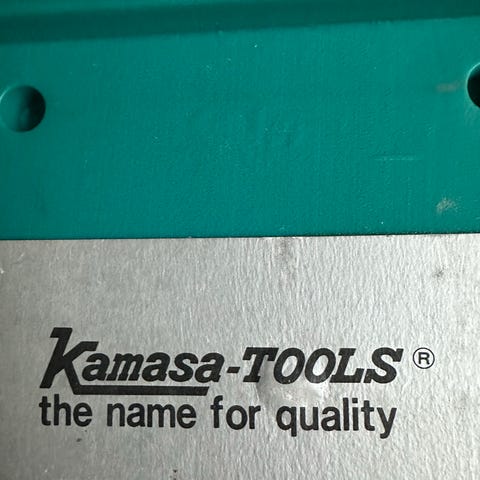 Kamasa-TOOLS ®
the name for quality